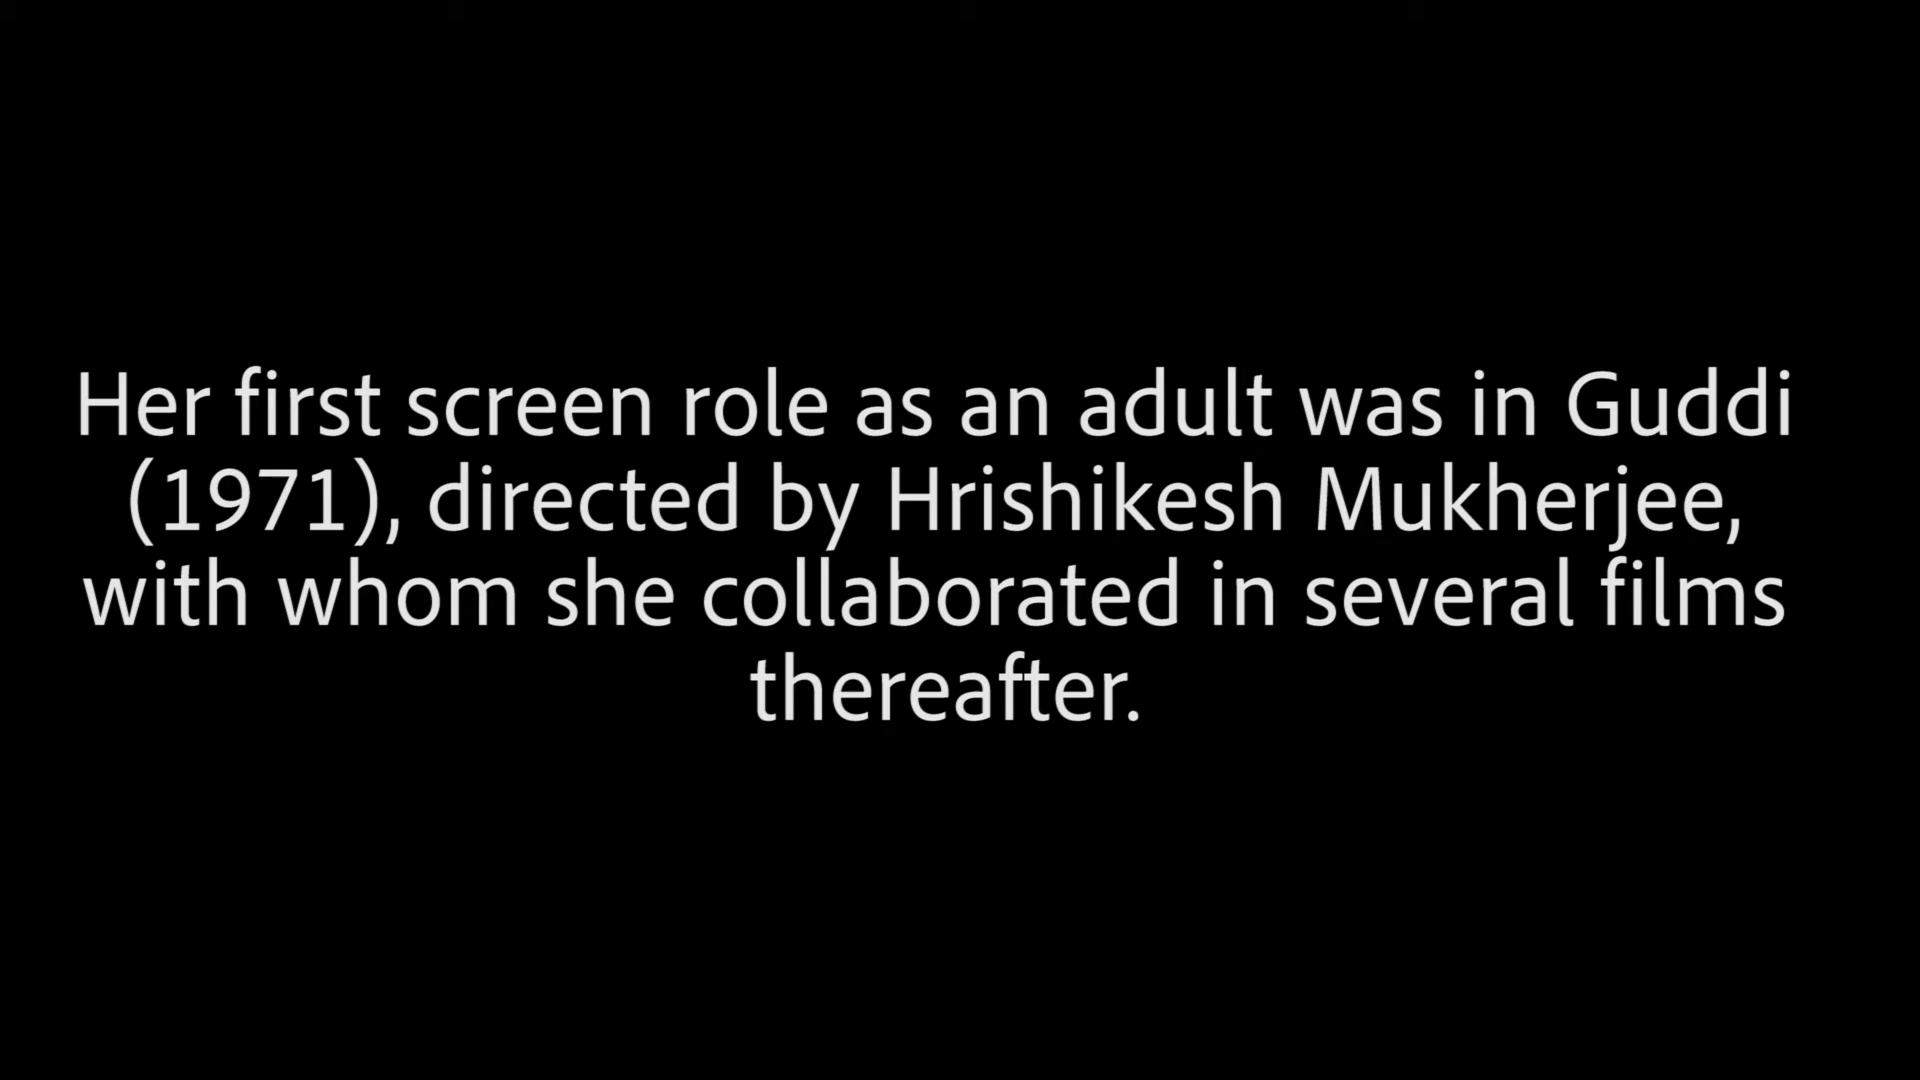 Her first screen role as an adult was in Guddi
(1971), directed by Hrishikesh Mukherjee,
with whom she collaborated in several films
thereafter.